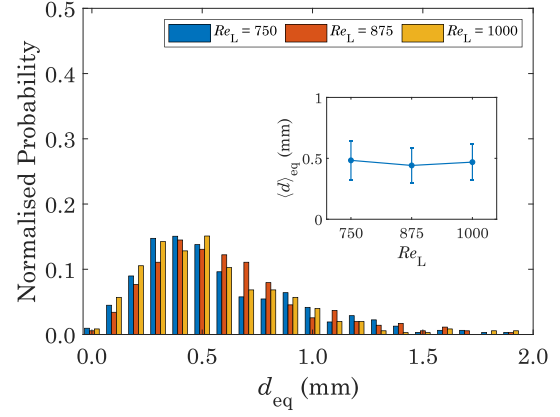 0.5
0.4
0.3
0.2
0.1
0.0
Normalised Probability
Re_L = 750 Re_L = 875 Re_L = 1000
1
0.5
0
⟨d⟩_eq (mm)
750 875 1000
Re_L
0.0 0.5 1.0 1.5 2.0
d_eq (mm)